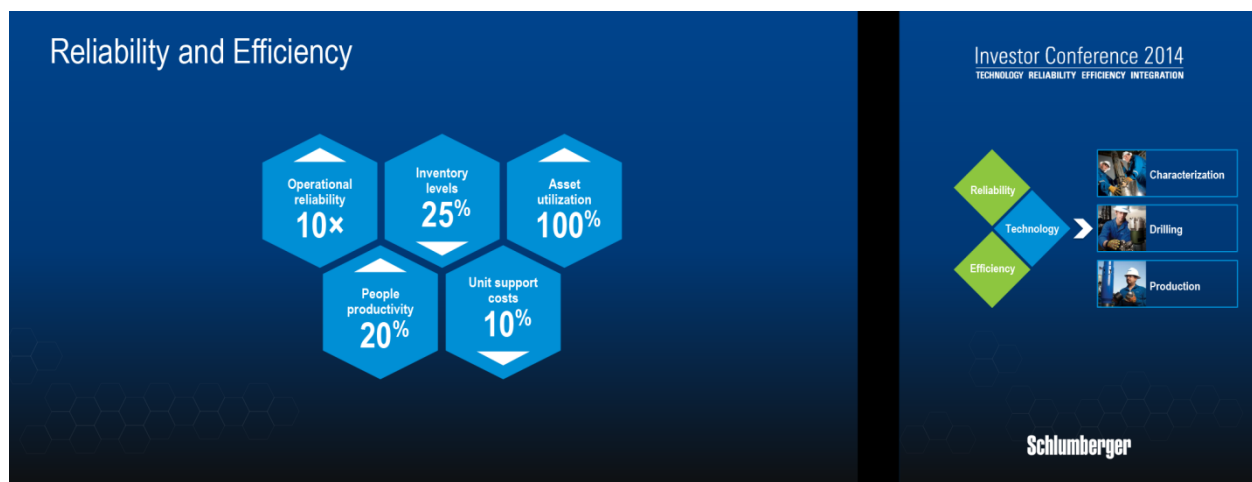 Reliability and Efficiency
Operational
reliability
10×
Inventory
levels
25%
Asset
utilization
100%
People
productivity
20%
Unit support
costs
10%
Investor Conference 2014
TECHNOLOGY RELIABILITY EFFICIENCY INTEGRATION
Reliability
Technology
Efficiency
Characterization
Drilling
Production
Schlumberger